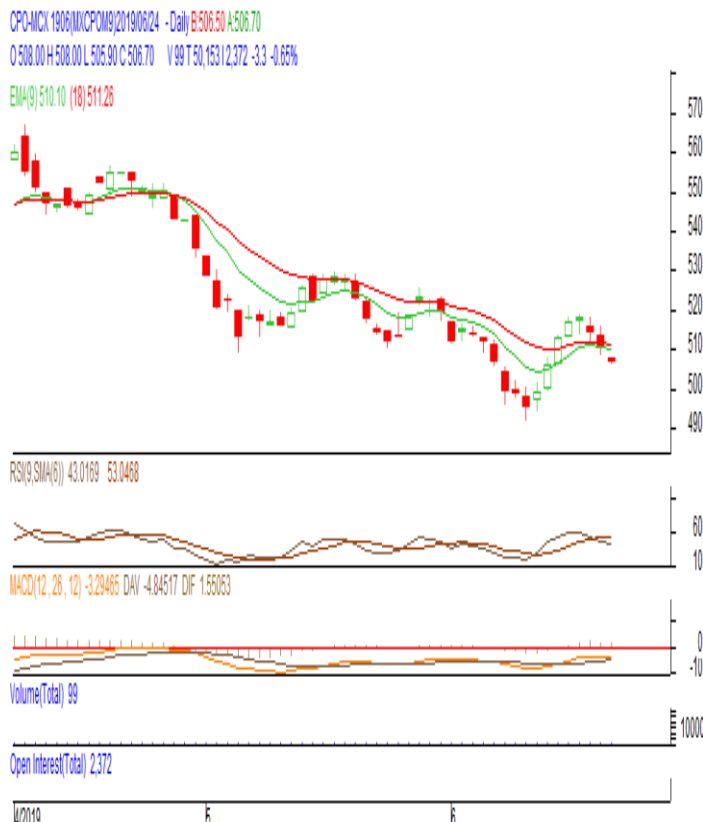 CPO-MCX 1906(MXCPOM9)2019/06/24 - Daily B:506.50 A:506.70
O 508.00 H 508.00 L 505.90 C 506.70 V 99 T 50,153 I 2,372 -3.3 -0.65%
EMA(9) 510.10 (18) 511.26
570
560
550
540
530
520
510
500
490
RSI(9,SMA(6)) 43.0169 53.0468
60
10
MACD(12 , 26 , 12) -3.29465 DAV -4.84517 DIF 1.55053
0
-10
Volume(Total) 99
10000
Open Interest(Total) 2,372
4/2019 5 6